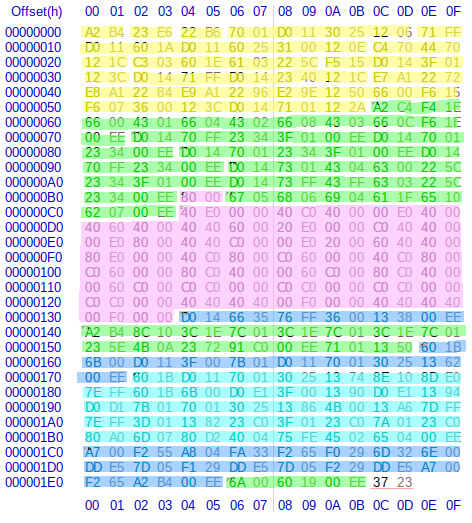 Offset(h) 00 01 02 03 04 05 06 07 08 09 0A 0B 0C 0D 0E 0F
00000000 A2 B4 23 E6 22 B6 70 01 D0 11 30 25 12 06 71 FF
00000010 D0 11 60 1A D0 11 60 25 31 00 12 0E C4 70 44 70
00000020 12 1C C3 03 60 1E 61 03 22 5C F5 15 D0 14 3F 01
00000030 12 3C D0 14 71 FF D0 14 23 40 12 1C E7 A1 22 72
00000040 E8 A1 22 84 E9 A1 22 96 E2 9E 12 50 66 00 F6 15
00000050 F6 07 36 00 12 3C D0 14 71 01 12 2A A2 C4 F4 1E
00000060 66 00 43 01 66 04 43 02 66 08 43 03 66 0C F6 1E
00000070 00 EE D0 14 70 FF 23 34 3F 01 00 EE D0 14 70 01
00000080 23 34 00 EE D0 14 70 01 23 34 3F 01 00 EE D0 14
00000090 70 FF 23 34 00 EE D0 14 73 01 43 04 63 00 22 5C
000000A0 23 34 3F 01 00 EE D0 14 73 FF 43 FF 63 03 22 5C
000000B0 23 34 00 EE 80 00 67 05 68 06 69 04 61 1F 65 10
000000C0 62 07 00 EE 40 E0 00 00 40 C0 40 00 00 E0 40 00
000000D0 40 60 40 00 40 40 60 00 20 E0 00 00 C0 40 40 00
000000E0 00 E0 80 00 40 40 C0 00 00 E0 20 00 60 40 40 00
000000F0 80 E0 00 00 40 C0 80 00 C0 60 00 00 40 C0 80 00
00000100 C0 60 00 00 80 C0 40 00 00 60 C0 00 80 C0 40 00
00000110 00 60 C0 00 C0 C0 00 00 C0 C0 00 00 C0 C0 00 00
00000120 C0 C0 00 00 40 40 40 40 00 F0 00 00 40 40 40 40
00000130 00 F0 00 00 D0 14 66 35 76 FF 36 00 13 38 00 EE
00000140 A2 B4 8C 10 3C 1E 7C 01 3C 1E 7C 01 3C 1E 7C 01
00000150 23 5E 4B 0A 23 72 91 C0 00 EE 71 01 13 50 60 1B
00000160 6B 00 D0 11 3F 00 7B 01 D0 11 70 01 30 25 13 62
00000170 00 EE 60 1B D0 11 70 01 30 25 13 74 8E 10 8D E0
00000180 7E FF 60 1B 6B 00 D0 E1 3F 00 13 90 D0 E1 13 94
00000190 D0 D1 7B 01 70 01 30 25 13 86 4B 00 13 A6 7D FF
000001A0 7E FF 3D 01 13 82 23 C0 3F 01 23 C0 7A 01 23 C0
000001B0 80 A0 6D 07 80 D2 40 04 75 FE 45 02 65 04 00 EE
000001C0 A7 00 F2 55 A8 04 FA 33 F2 65 F0 29 6D 32 6E 00
000001D0 DD E5 7D 05 F1 29 DD E5 7D 05 F2 29 DD E5 A7 00
000001E0 F2 65 A2 B4 00 EE 6A 00 60 19 00 EE 37 23
00 01 02 03 04 05 06 07 08 09 0A 0B 0C 0D 0E 0F